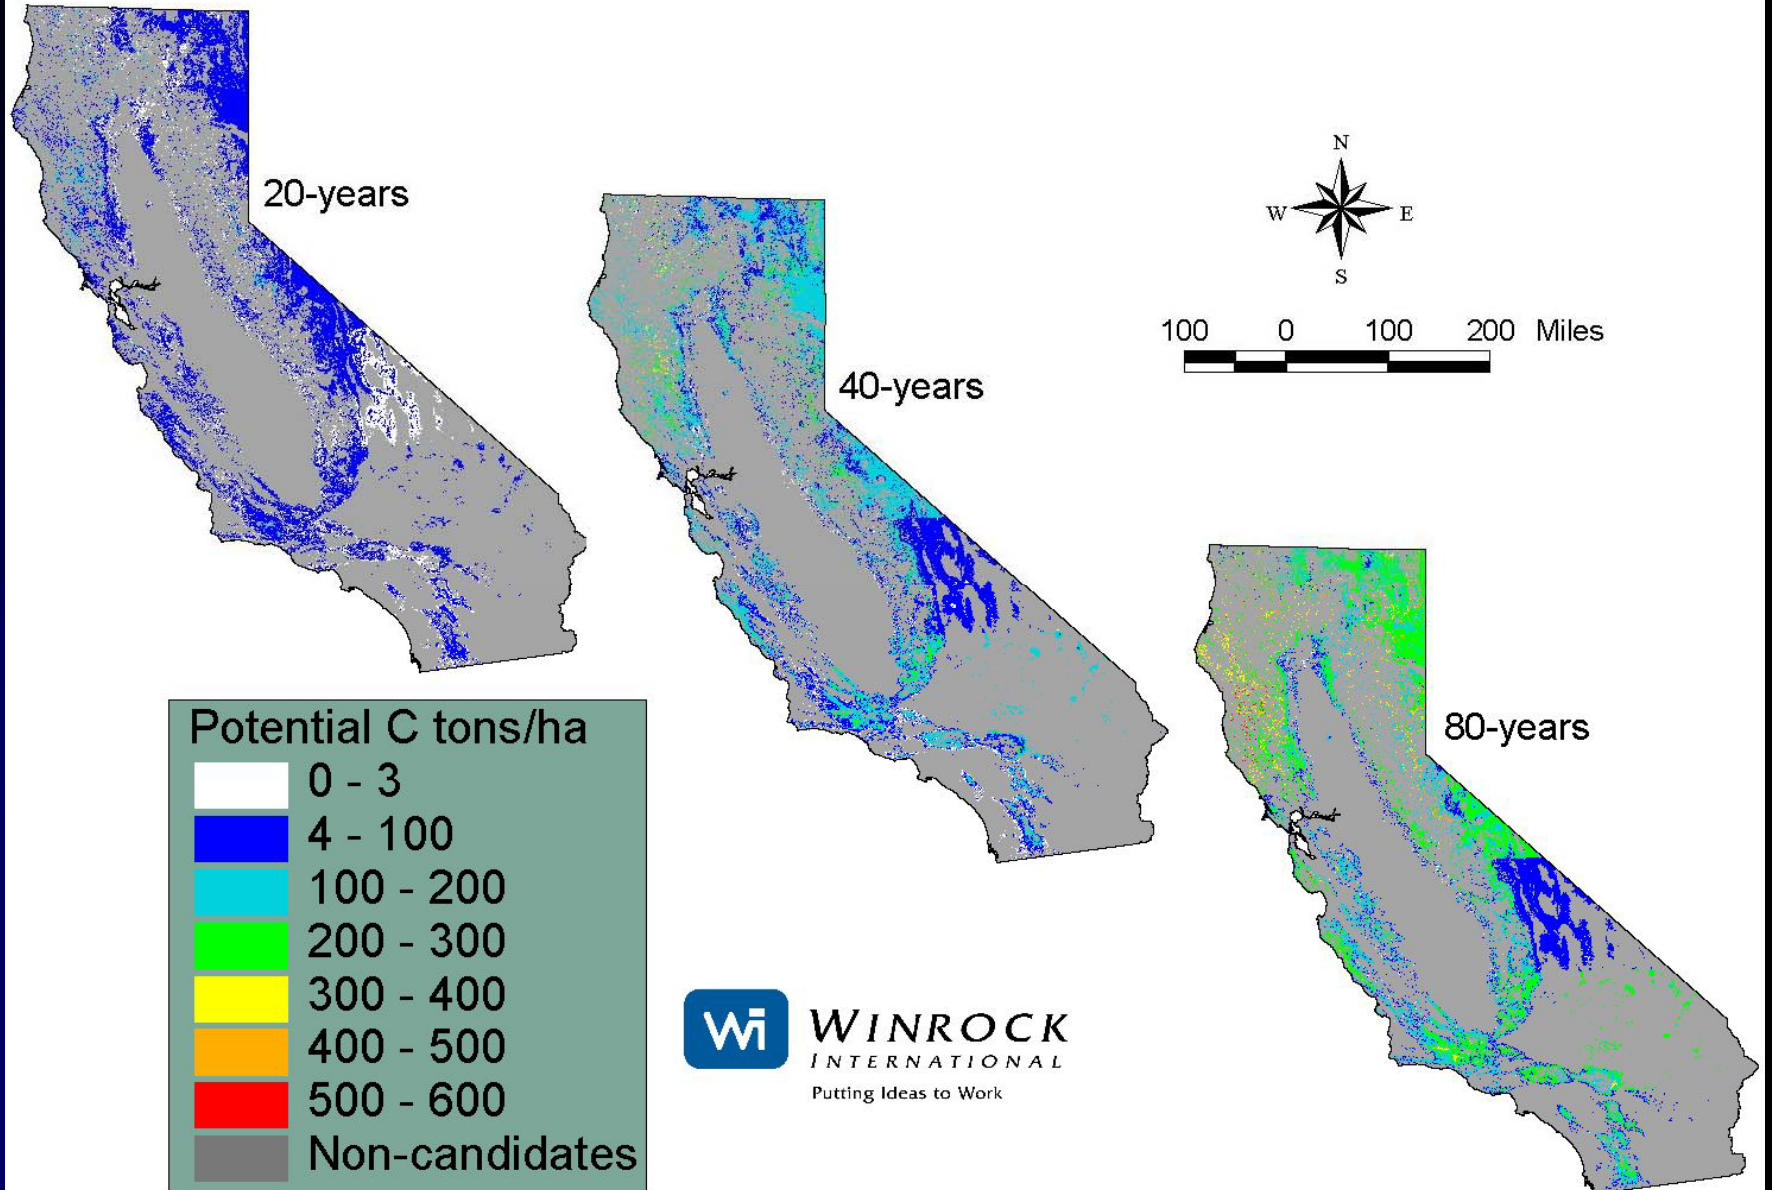 20-years
40-years
80-years
N
W E
S
100 0 100 200 Miles
Potential C tons/ha
0 - 3
4 - 100
100 - 200
200 - 300
300 - 400
400 - 500
500 - 600
Non-candidates
Wi
WINROCK
INTERNATIONAL
Putting Ideas to Work